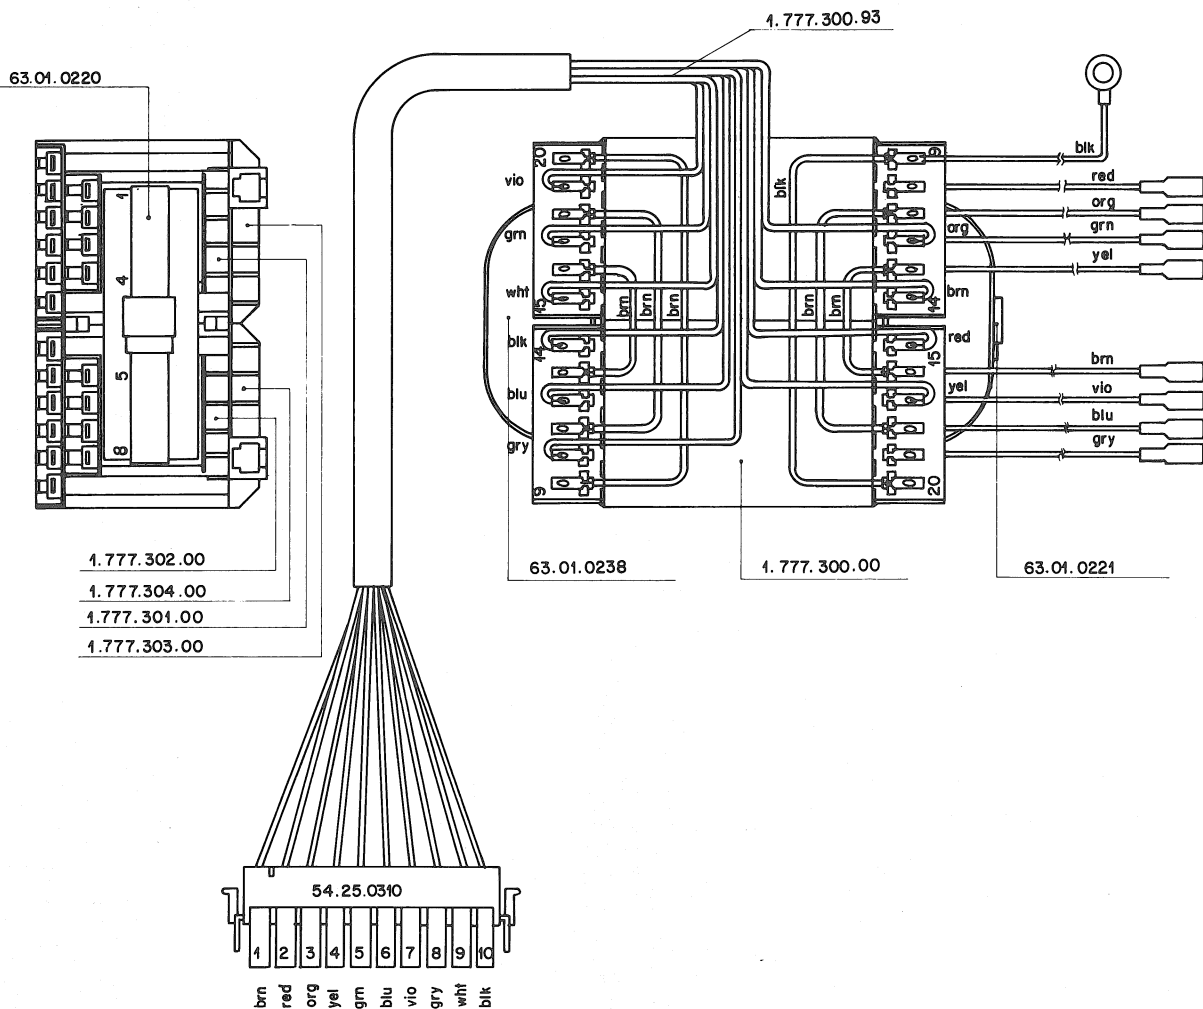 1.777.300.93
63.01.0220
1
4
5
8
20
vio
grn
wht
15
blk
14
blu
gry
9
brn
brn
brn
blk
brn
brn
9
org
brn
14
15
red
yel
20
blk
red
org
grn
yel
brn
vio
blu
gry
63.01.0238
1.777.300.00
63.01.0221
1.777.302.00
1.777.304.00
1.777.301.00
1.777.303.00
54.25.0310
1 2 3 4 5 6 7 8 9 10
brn red org yel grn blu vio gry wht blk